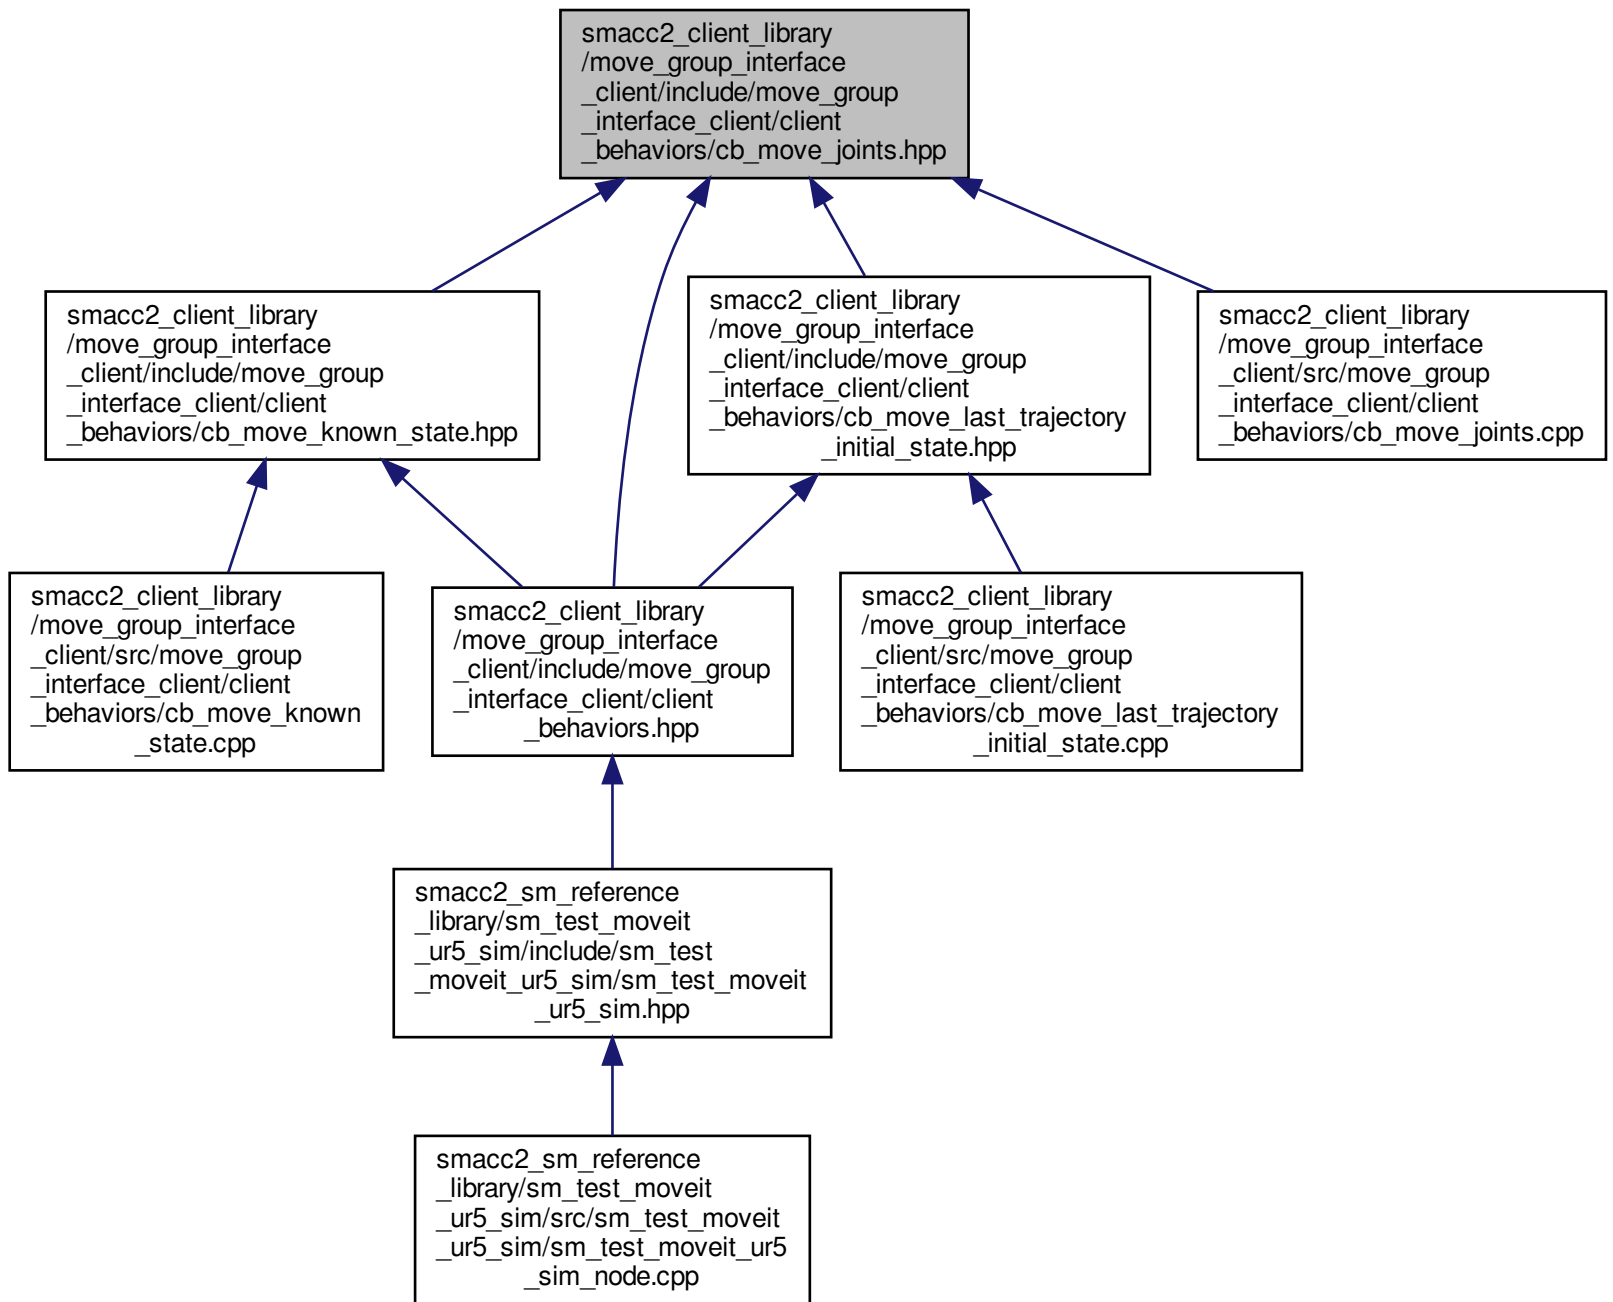 smacc2_client_library
/move_group_interface
_client/include/move_group
_interface_client/client
_behaviors/cb_move_joints.hpp
smacc2_client_library
/move_group_interface
_client/include/move_group
_interface_client/client
_behaviors/cb_move_known_state.hpp
smacc2_client_library
/move_group_interface
_client/include/move_group
_interface_client/client
_behaviors/cb_move_last_trajectory
_initial_state.hpp
smacc2_client_library
/move_group_interface
_client/src/move_group
_interface_client/client
_behaviors/cb_move_joints.cpp
smacc2_client_library
/move_group_interface
_client/src/move_group
_interface_client/client
_behaviors/cb_move_known
_state.cpp
smacc2_client_library
/move_group_interface
_client/include/move_group
_interface_client/client
_behaviors.hpp
smacc2_client_library
/move_group_interface
_client/src/move_group
_interface_client/client
_behaviors/cb_move_last_trajectory
_initial_state.cpp
smacc2_sm_reference
_library/sm_test_moveit
_ur5_sim/include/sm_test
_moveit_ur5_sim/sm_test_moveit
_ur5_sim.hpp
smacc2_sm_reference
_library/sm_test_moveit
_ur5_sim/src/sm_test_moveit
_ur5_sim/sm_test_moveit_ur5
_sim_node.cpp